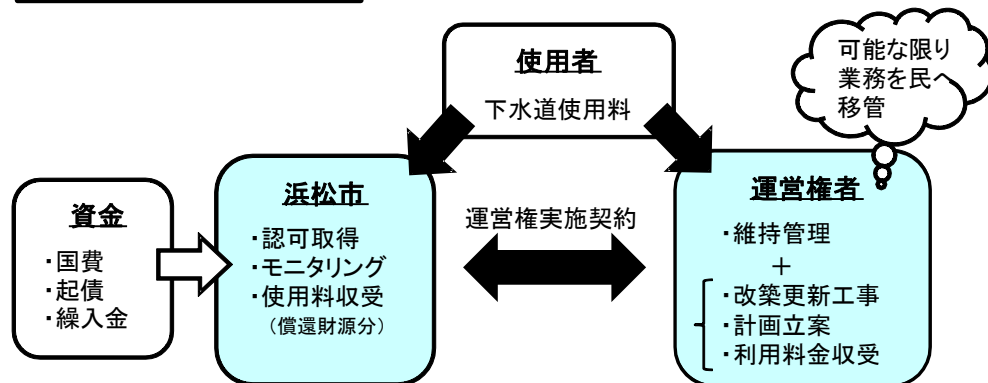 可能な限り
業務を民へ
移管
使用者
下水道使用料
資金
・国費
・起債
・繰入金
浜松市
・認可取得
・モニタリング
・使用料収受
（償還財源分）
運営権実施契約
運営権者
・維持管理
＋
・改築更新工事
・計画立案
・利用料金収受